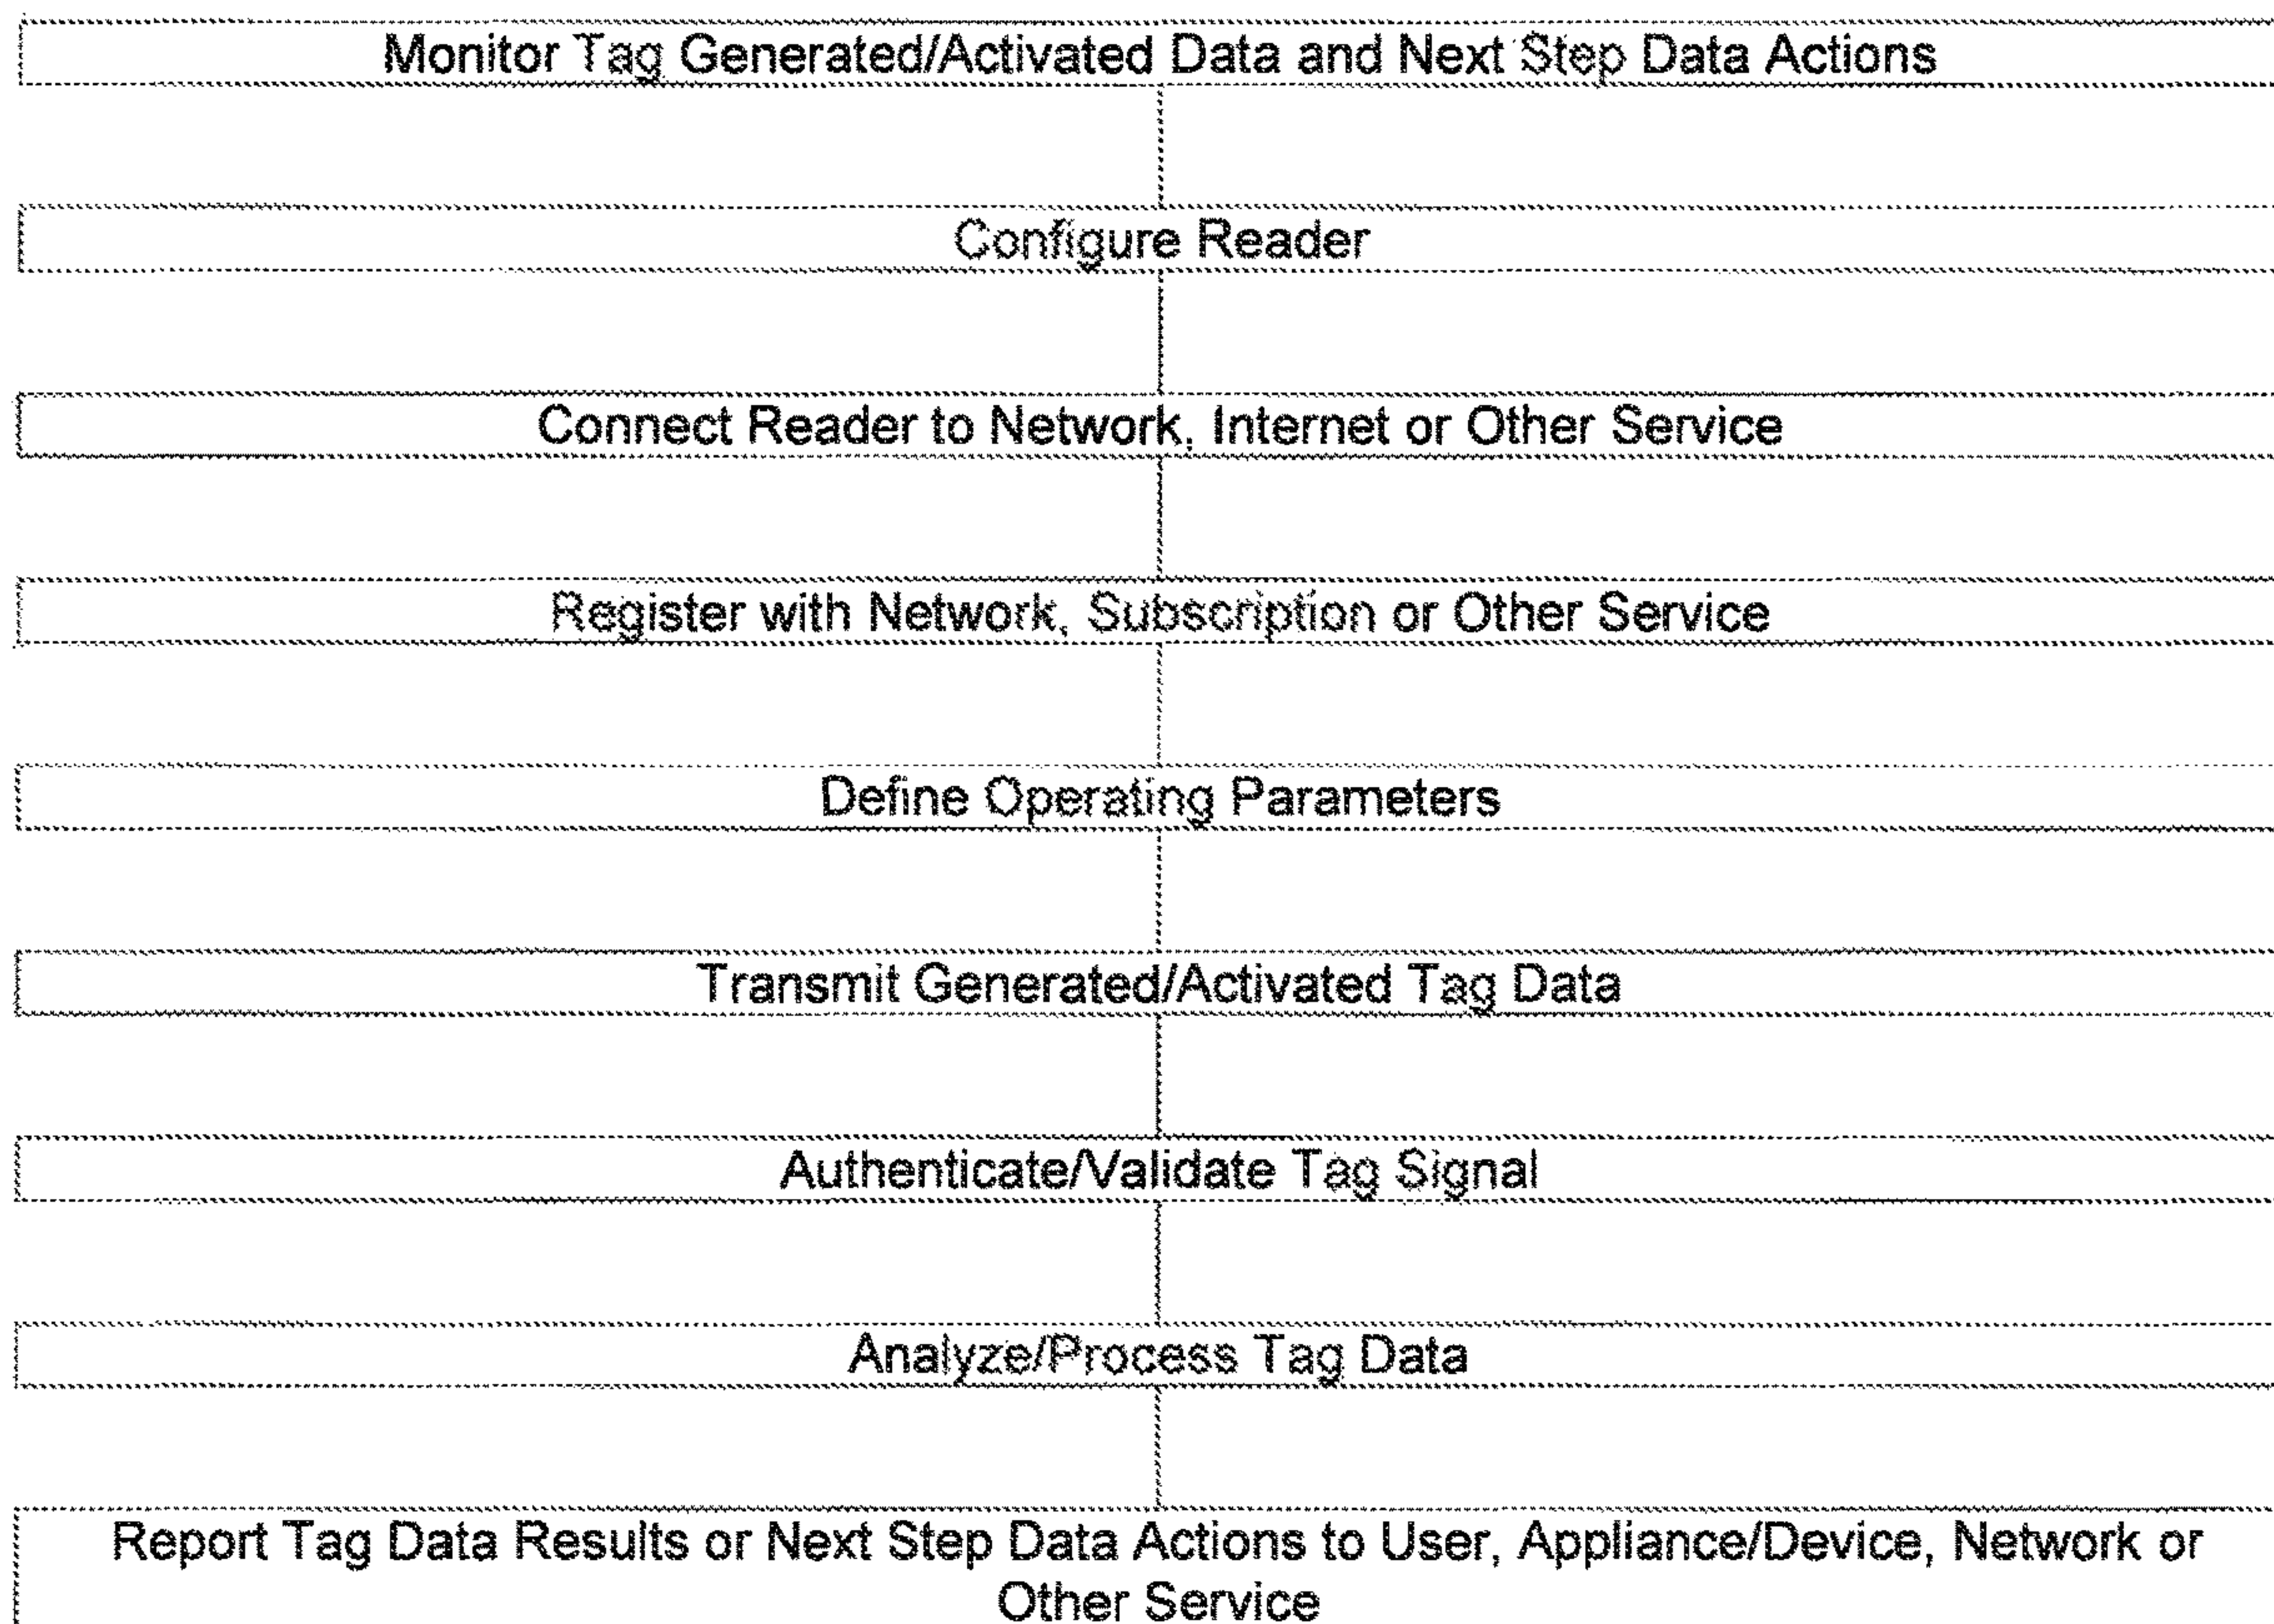 Monitor Tag Generated/Activated Data and Next Step Data Actions
Configure Reader
Connect Reader to Network, Internet or Other Service
Register with Network, Subscription or Other Service
Define Operating Parameters
Transmit Generated/Activated Tag Data
Authenticate/Validate Tag Signal
Analyze/Process Tag Data
Report Tag Data Results or Next Step Data Actions to User, Appliance/Device, Network or
Other Service